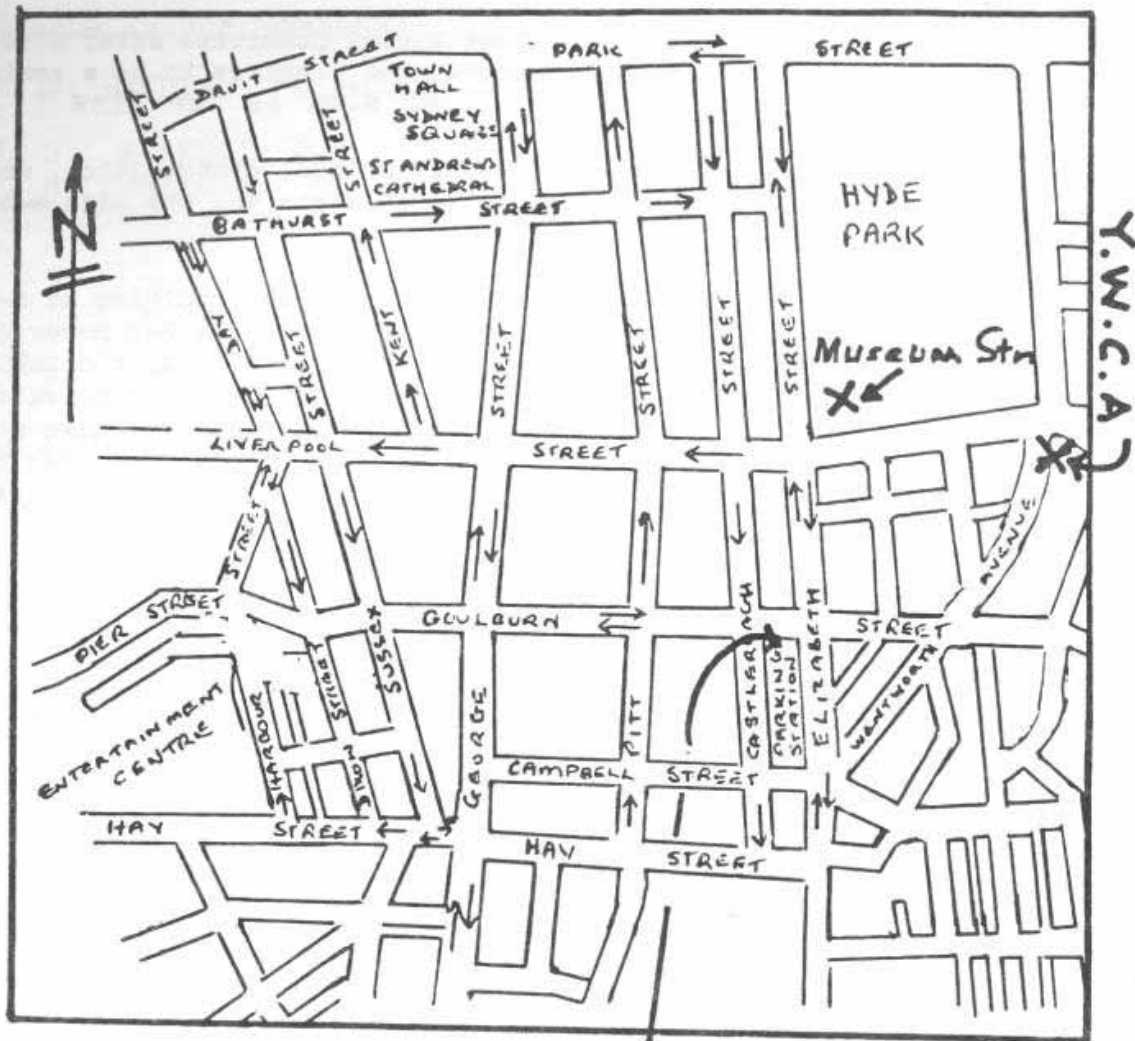 PARK STREET
DRUIT STREET
TOWN
HALL
SYDNEY
SQUARE
ST ANDREWS
CATHEDRAL
STREET
STREET
BATHURST STREET
HYDE
PARK
Y.W.C.A
N
DAY
STREET
KENT
STREET
STREET
STREET
STREET
Museum Stn
LIVERPOOL STREET
STREET
AVENUE
PIER STREET
GOULBURN STREET
SUSSEX
STREET
WENTWORTH
CASTLEREAGH
PARKING
STATION
ELIZABETH
ENTERTAINMENT
CENTRE
HARBOUR
DIXON
GEORGE
PITT
CAMPBELL STREET
HAY STREET
HAY STREET